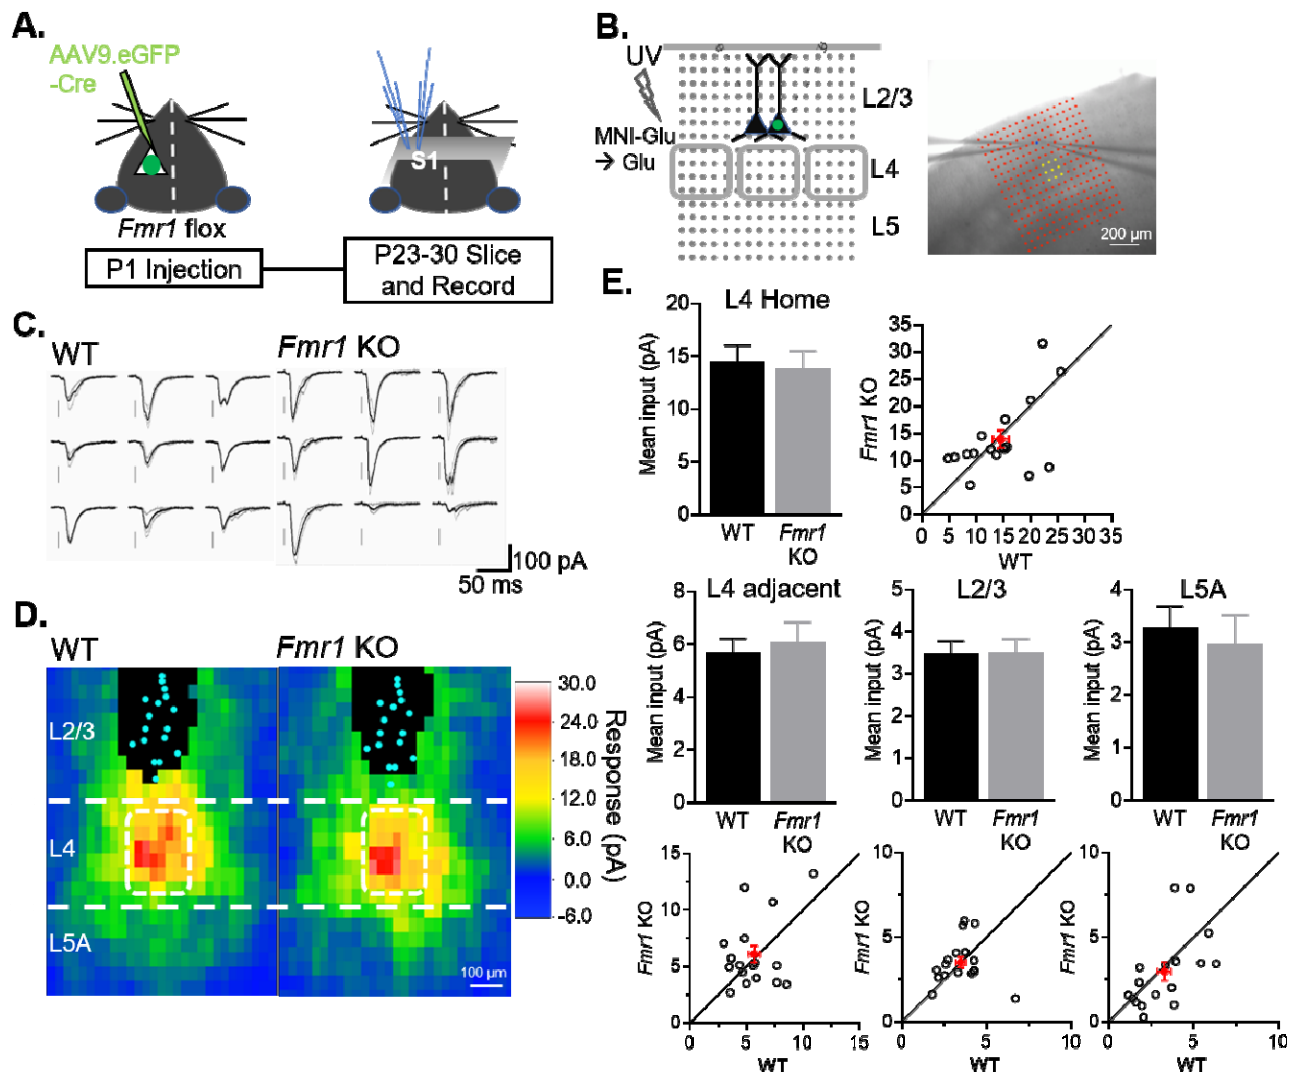 A.
AAV9.eGFP
-Cre
S1
Fmr1 flox
P1 Injection
P23-30 Slice
and Record
B.
UV
MNI-Glu
→ Glu
L2/3
L4
L5
200 µm
C.
WT
Fmr1 KO
100 pA
50 ms
D.
WT
Fmr1 KO
L2/3
L4
L5A
100 µm
30.0
24.0
18.0
12.0
6.0
0.0
-6.0
Response (pA)
E.
L4 Home
Mean input (pA)
20
15
10
5
0
WT
Fmr1
KO
Fmr1 KO
35
30
25
20
15
10
5
0
0 5 10 15 20 25 30 35
WT
L4 adjacent
Mean input (pA)
8
6
4
2
0
WT
Fmr1
KO
L2/3
Mean input (pA)
5
4
3
2
1
0
WT
Fmr1
KO
L5A
Mean input (pA)
4
3
2
1
0
WT
Fmr1
KO
Fmr1 KO
15
10
5
0
0 5 10 15
WT
Fmr1 KO
10
5
0
0 5 10
WT
Fmr1 KO
10
5
0
0 5 10
WT